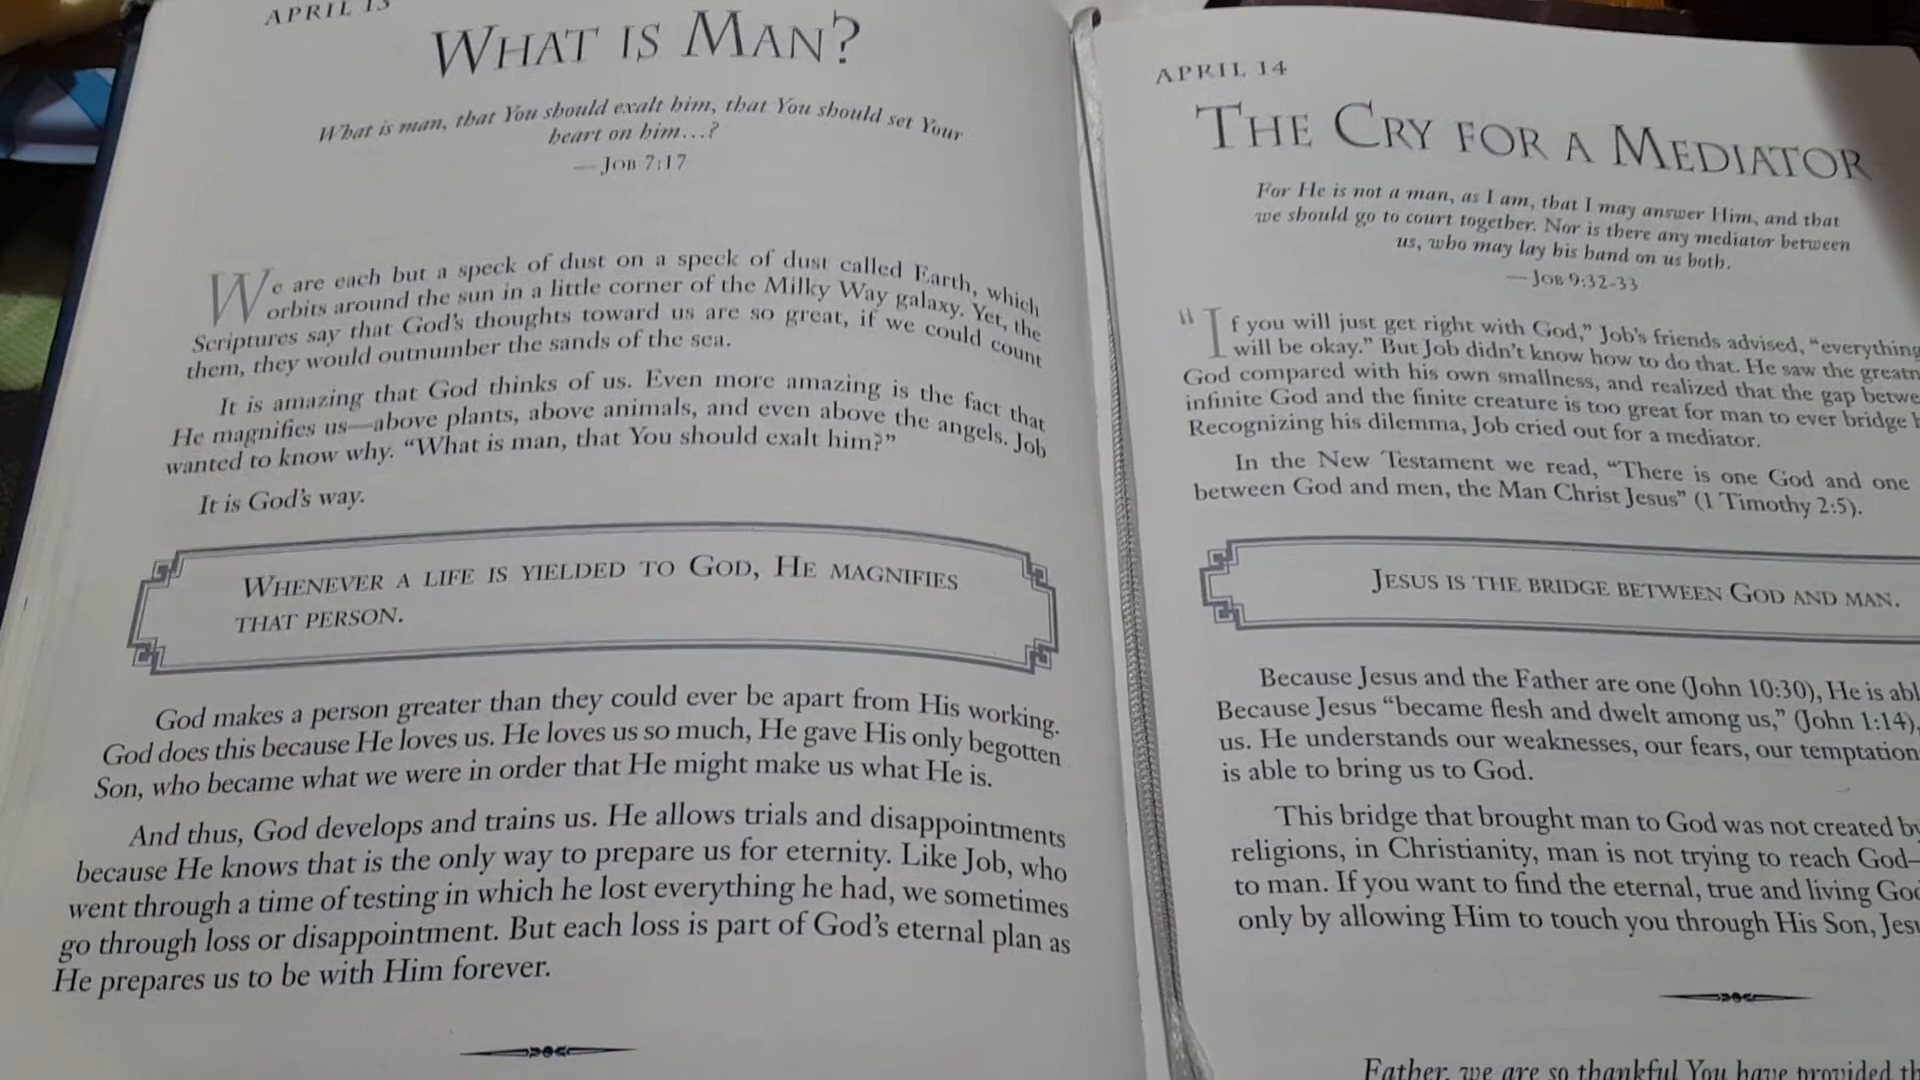 APRIL 13
WHAT IS MAN?
What is man, that You should exalt him, that You should set Your
heart on him...?
— JOB 7:17
We are each but a speck of dust on a speck of dust called Earth, which
orbits around the sun in a little corner of the Milky Way galaxy. Yet, the
Scriptures say that God's thoughts toward us are so great, if we could count
them, they would outnumber the sands of the sea.
It is amazing that God thinks of us. Even more amazing is the fact that
He magnifies us—above plants, above animals, and even above the angels. Job
wanted to know why. “What is man, that You should exalt him?”
It is God's way.
WHENEVER A LIFE IS YIELDED TO GOD, HE MAGNIFIES
THAT PERSON.
God makes a person greater than they could ever be apart from His working.
God does this because He loves us. He loves us so much, He gave His only begotten
Son, who became what we were in order that He might make us what He is.
And thus, God develops and trains us. He allows trials and disappointments
because He knows that is the only way to prepare us for eternity. Like Job, who
went through a time of testing in which he lost everything he had, we sometimes
go through loss or disappointment. But each loss is part of God's eternal plan as
He prepares us to be with Him forever.
APRIL 14
THE CRY FOR A MEDIATOR
For He is not a man, as I am, that I may answer Him, and that
we should go to court together. Nor is there any mediator between
us, who may lay his hand on us both.
— JOB 9:32-33
“If you will just get right with God,” Job's friends advised, “everything
will be okay.” But Job didn't know how to do that. He saw the greatn
God compared with his own smallness, and realized that the gap betwe
infinite God and the finite creature is too great for man to ever bridge h
Recognizing his dilemma, Job cried out for a mediator.
In the New Testament we read, “There is one God and one
between God and men, the Man Christ Jesus” (1 Timothy 2:5).
JESUS IS THE BRIDGE BETWEEN GOD AND MAN.
Because Jesus and the Father are one (John 10:30), He is abl
Because Jesus “became flesh and dwelt among us,” (John 1:14),
us. He understands our weaknesses, our fears, our temptation
is able to bring us to God.
This bridge that brought man to God was not created by
religions, in Christianity, man is not trying to reach God—
to man. If you want to find the eternal, true and living God
only by allowing Him to touch you through His Son, Jesu
Father, we are so thankful You have provided th